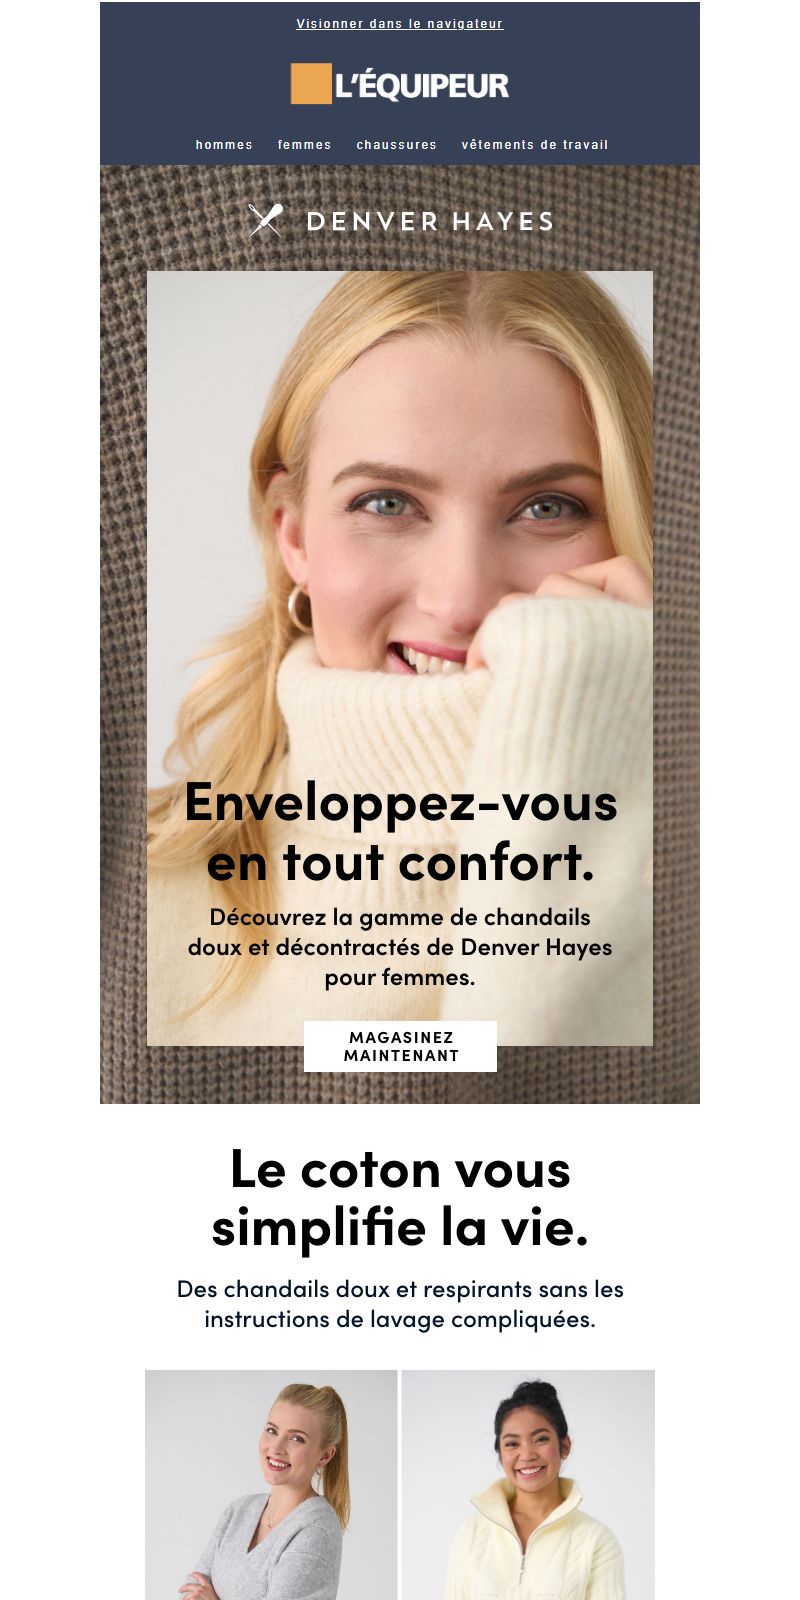 Visionner dans le navigateur
L'ÉQUIPEUR
hommes femmes chaussures vêtements de travail
DENVER HAYES
Enveloppez-vous
en tout confort.
Découvrez la gamme de chandails
doux et décontractés de Denver Hayes
pour femmes.
MAGASINEZ
MAINTENANT
Le coton vous
simplifie la vie.
Des chandails doux et respirants sans les
instructions de lavage compliquées.